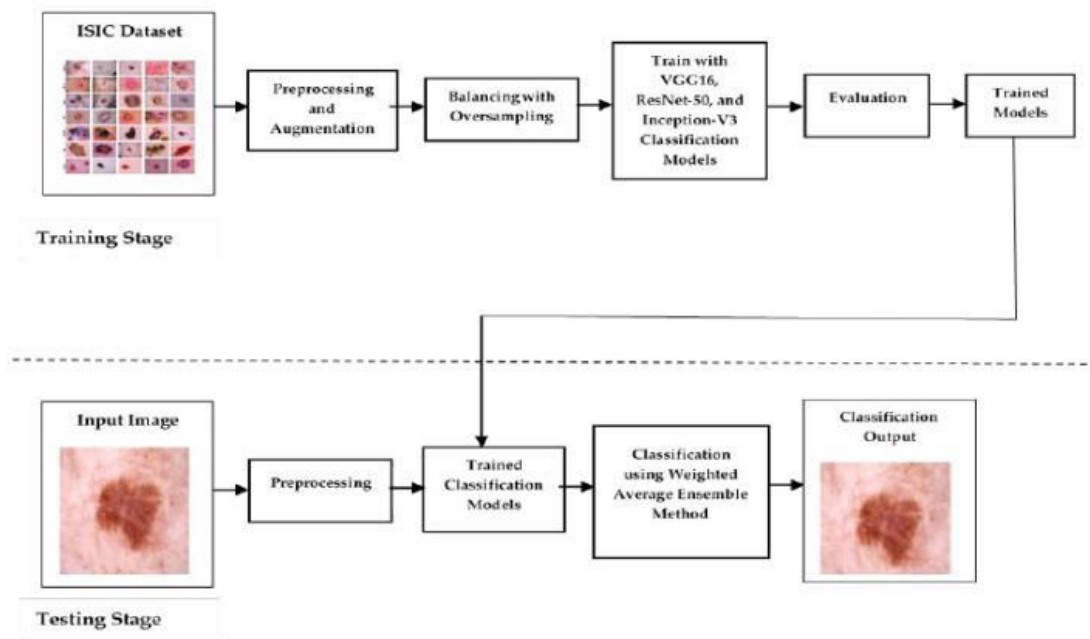 ISIC Dataset
Preprocessing
and
Augmentation
Balancing with
Oversampling
Train with
VGG16,
ResNet-50, and
Inception-V3
Classification
Models
Evaluation
Trained
Models
Training Stage
Input Image
Preprocessing
Trained
Classification
Models
Classification
using Weighted
Average Ensemble
Method
Classification
Output
Testing Stage